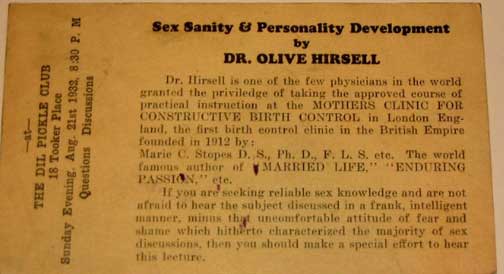 Sex Sanity & Personality Development
by
DR. OLIVE HIRSELL
Dr. Hirsell is one of the few physicians in the world
granted the priviledge of taking the approved course of
practical instruction at the MOTHERS CLINIC FOR
CONSTRUCTIVE BIRTH CONTROL in London Eng-
land, the first birth control clinic in the British Empire
founded in 1912 by:
Marie C. Stopes D. S., Ph. D., F. L. S. etc. The world
famous author of "MARRIED LIFE," "ENDURING
PASSION," etc.
If you are seeking reliable sex knowledge and are not
afraid to hear the subject discussed in a frank, intelligent
manner, minus that uncomfortable attitude of fear and
shame which hitherto characterized the majority of sex
discussions, then you should make a special effort to hear
this lecture.
—at—
THE DIL PICKLE CLUB
18 Tooker Place
Sunday Evening, Aug. 21st 1932, 8:30 P. M
Questions Discussions